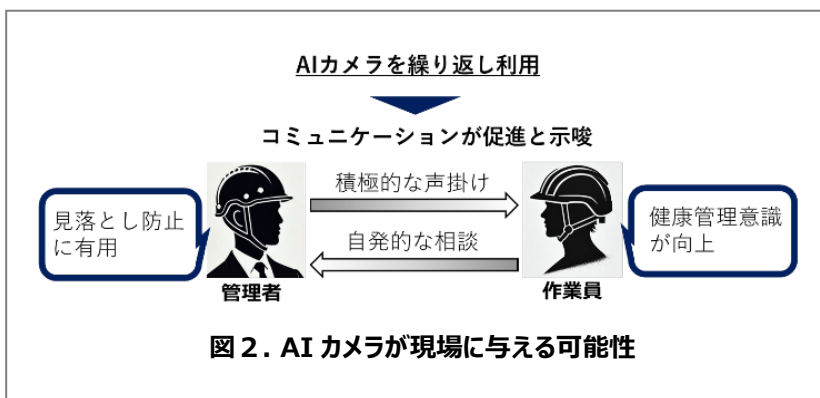 AIカメラを繰り返し利用
コミュニケーションが促進と示唆
積極的な声掛け
見落とし防止
に有用
健康管理意識
が向上
自発的な相談
管理者
作業員
図２. AI カメラが現場に与える可能性